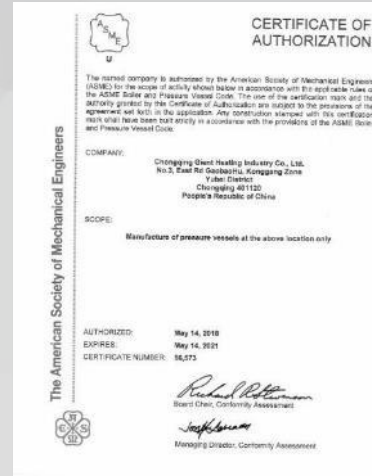 ASME
U
CERTIFICATE OF
AUTHORIZATION
The named company is authorized by the American Society of Mechanical Engineers
(ASME) for the scope of activity shown below in accordance with the applicable rules of
the ASME Boiler and Pressure Vessel Code. The use of the certification mark and the
authority granted by this Certificate of Authorization are subject to the provisions of the
agreement set forth in the application. Any construction stamped with this certification
mark shall have been built strictly in accordance with the provisions of the ASME Boiler
and Pressure Vessel Code.
COMPANY:
Chongqing Giant Heating Industry Co., Ltd.
No.3, East Rd Gaobaohu, Konggang Zone
Yubei District
Chongqing 401120
People's Republic of China
SCOPE:
Manufacture of pressure vessels at the above location only
AUTHORIZED: May 14, 2018
EXPIRES: May 14, 2021
CERTIFICATE NUMBER: 56,573
Board Chair, Conformity Assessment
Managing Director, Conformity Assessment
The American Society of Mechanical Engineers